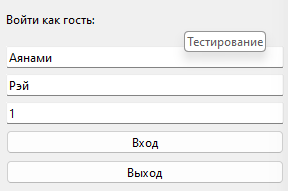 Войти как гость:
Тестирование
Аянами
Рэй
1
Вход
Выход